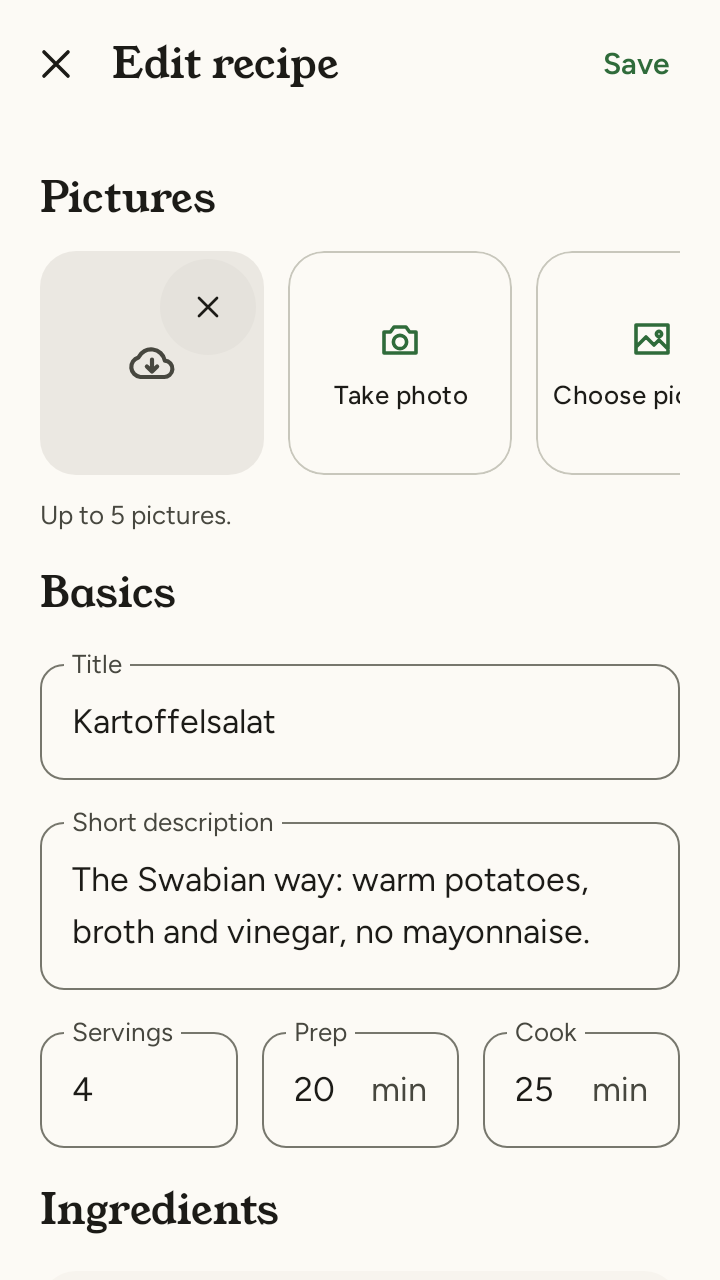 Edit recipe
Save
Pictures
Take photo
Choose pic
Up to 5 pictures.
Basics
Title
Kartoffelsalat
Short description
The Swabian way: warm potatoes,
broth and vinegar, no mayonnaise.
Servings
4
Prep
20 min
Cook
25 min
Ingredients